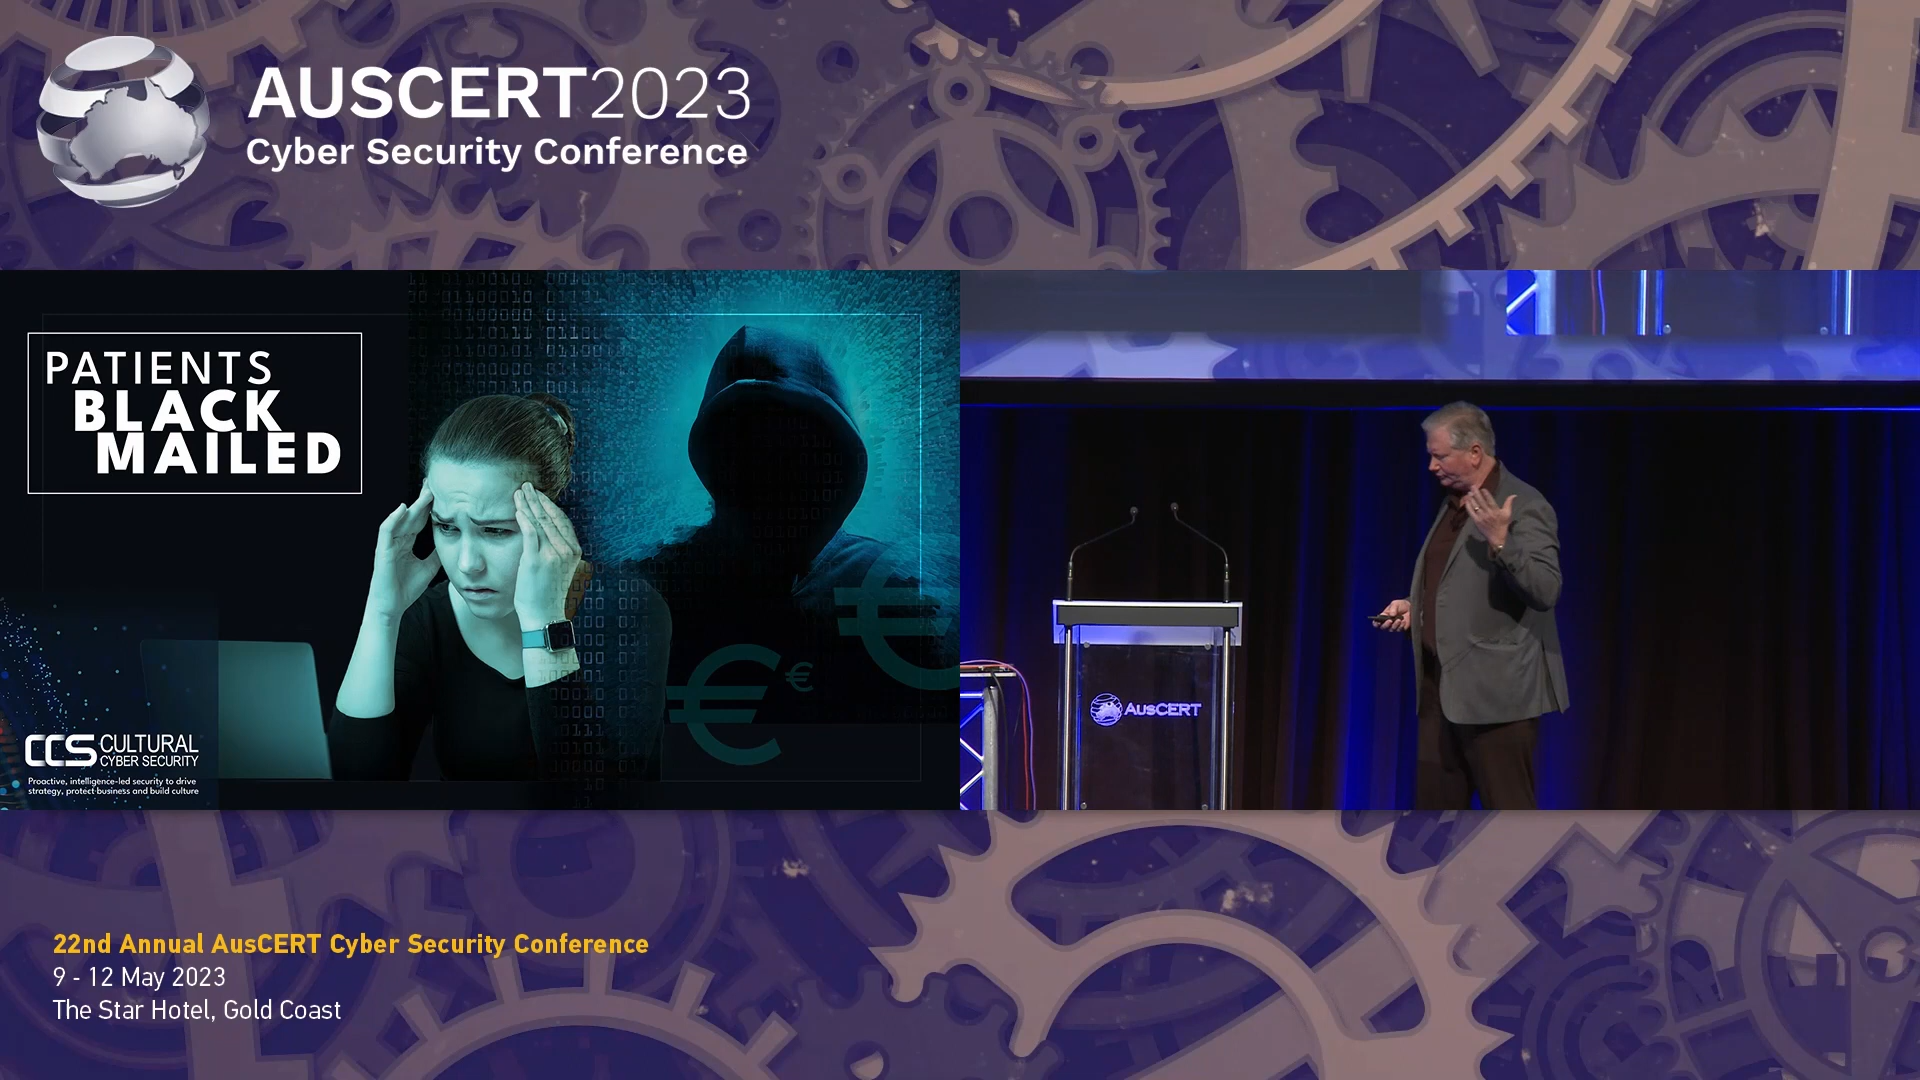 AUSCERT2023
Cyber Security Conference
PATIENTS
BLACK
MAILED
CCS CULTURAL
CYBER SECURITY
Proactive, intelligence-led security to drive
strategy, protect business and build culture
AusCERT
22nd Annual AusCERT Cyber Security Conference
9 - 12 May 2023
The Star Hotel, Gold Coast